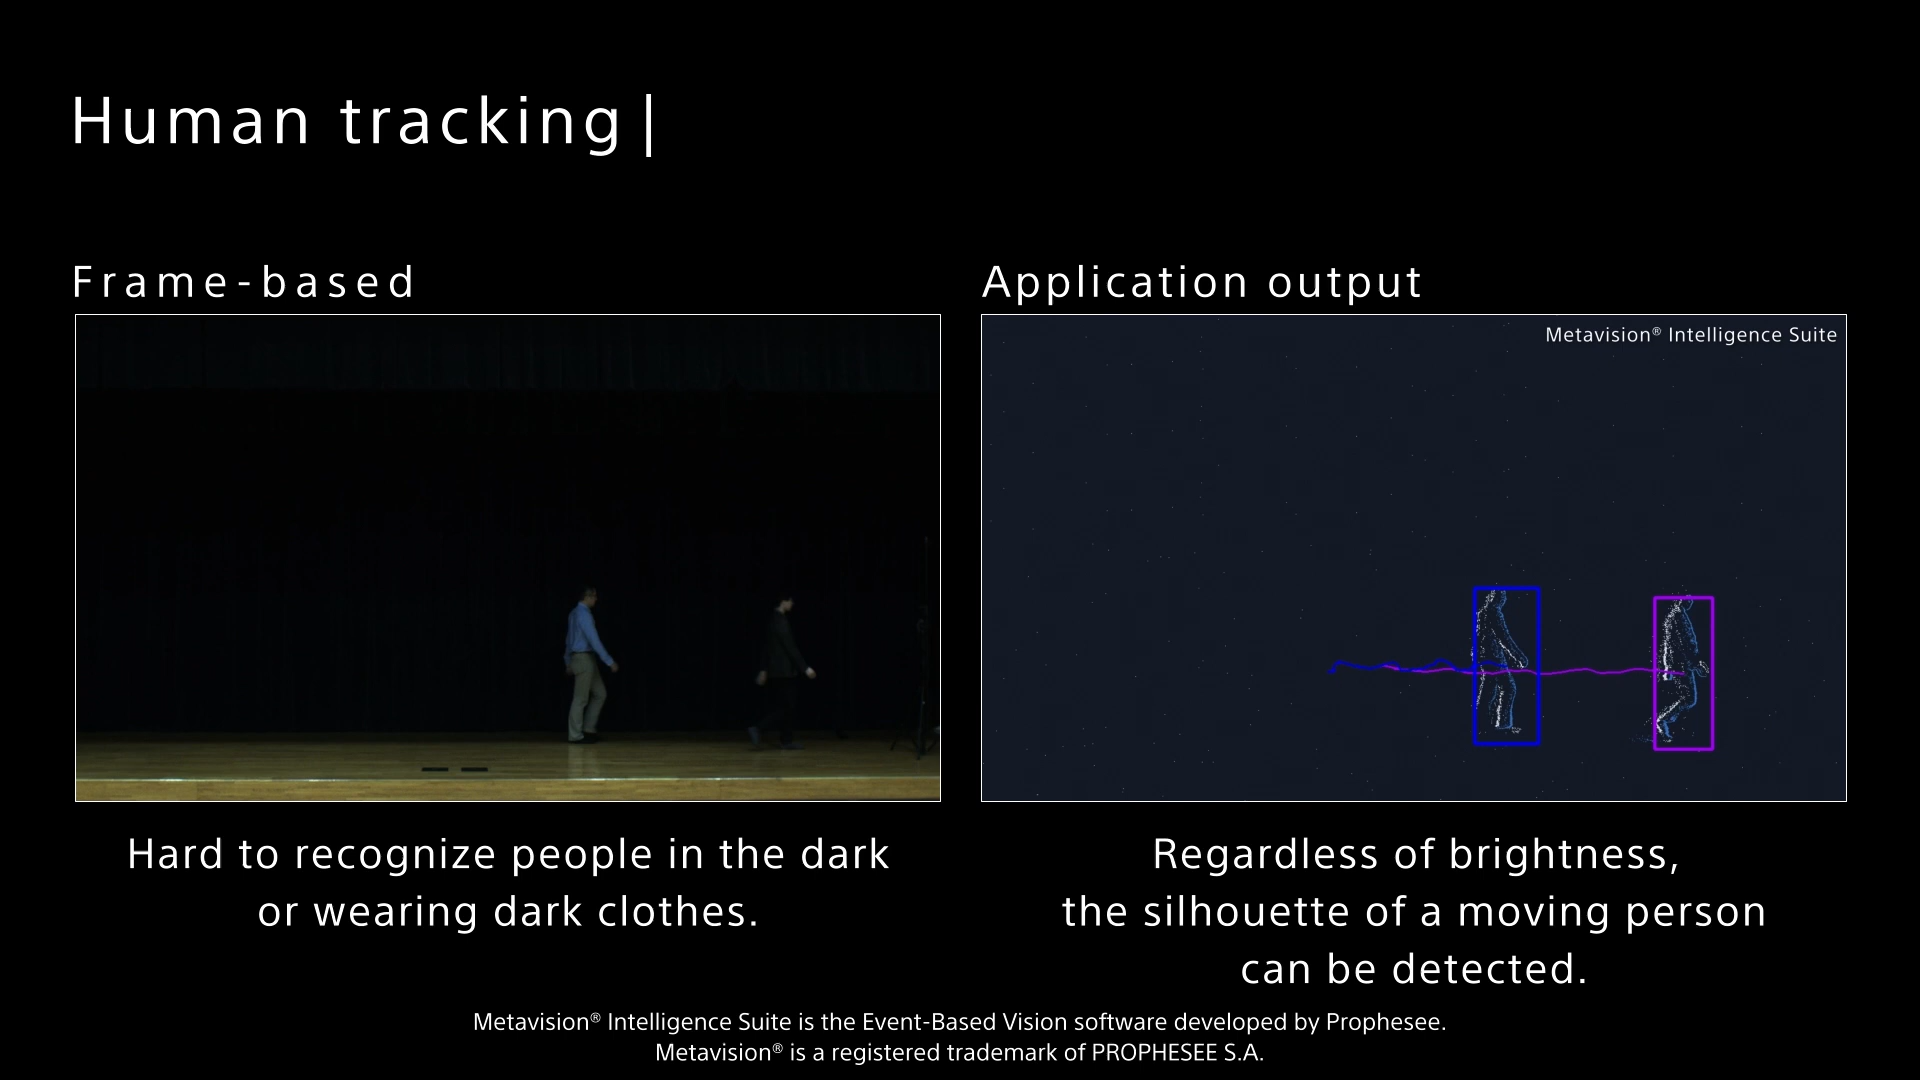 Human tracking |
Frame-based
Application output
Metavision® Intelligence Suite
Hard to recognize people in the dark
or wearing dark clothes.
Regardless of brightness,
the silhouette of a moving person
can be detected.
Metavision® Intelligence Suite is the Event-Based Vision software developed by Prophesee.
Metavision® is a registered trademark of PROPHESEE S.A.